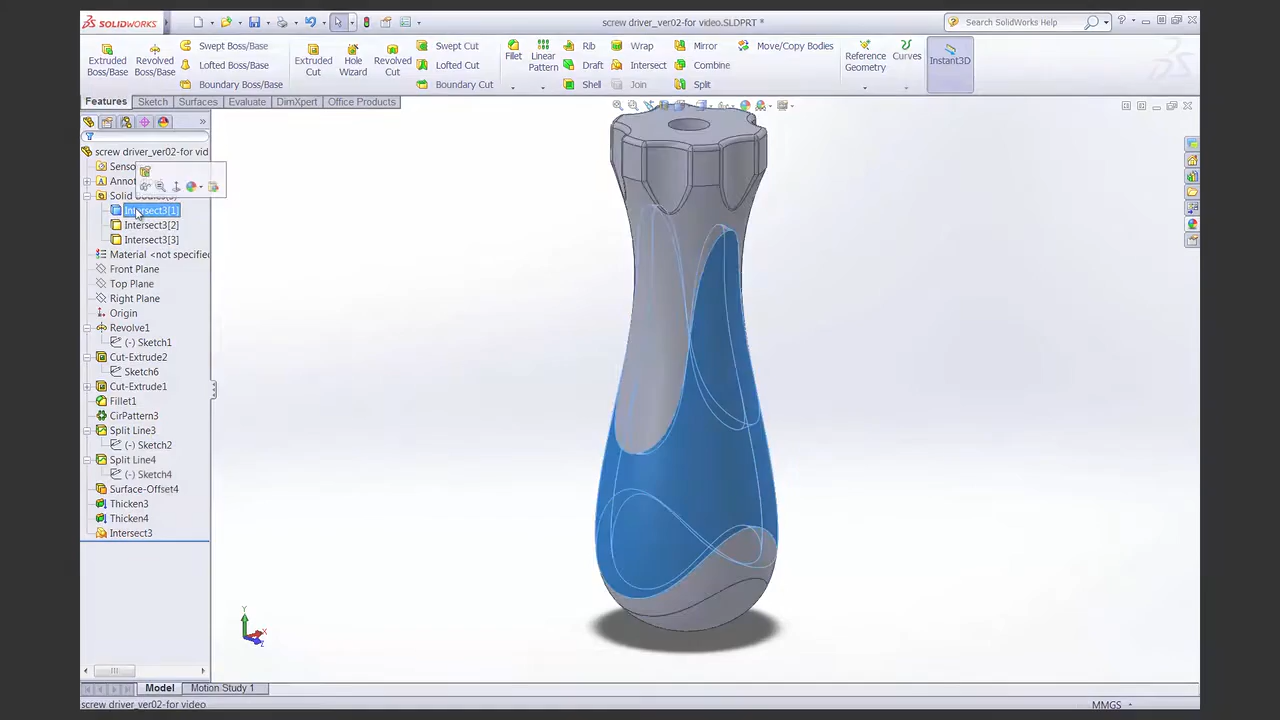 SOLIDWORKS
screw driver_ver02-for video.SLDPRT *
Search SolidWorks Help
Extruded Boss/Base
Revolved Boss/Base
Swept Boss/Base
Lofted Boss/Base
Boundary Boss/Base
Extruded Cut
Hole Wizard
Revolved Cut
Swept Cut
Lofted Cut
Boundary Cut
Fillet
Linear Pattern
Rib
Draft
Shell
Wrap
Intersect
Join
Mirror
Combine
Split
Move/Copy Bodies
Reference Geometry
Curves
Instant3D
Features
Sketch
Surfaces
Evaluate
DimXpert
Office Products
screw driver_ver02-for vid
Senso
Annot
Solid
Intersect3[1]
Intersect3[2]
Intersect3[3]
Material <not specifie
Front Plane
Top Plane
Right Plane
Origin
Revolve1
(-) Sketch1
Cut-Extrude2
Sketch6
Cut-Extrude1
Fillet1
CirPattern3
Split Line3
(-) Sketch2
Split Line4
(-) Sketch4
Surface-Offset4
Thicken3
Thicken4
Intersect3
Y
X
Z
Model
Motion Study 1
screw driver_ver02-for video
MMGS